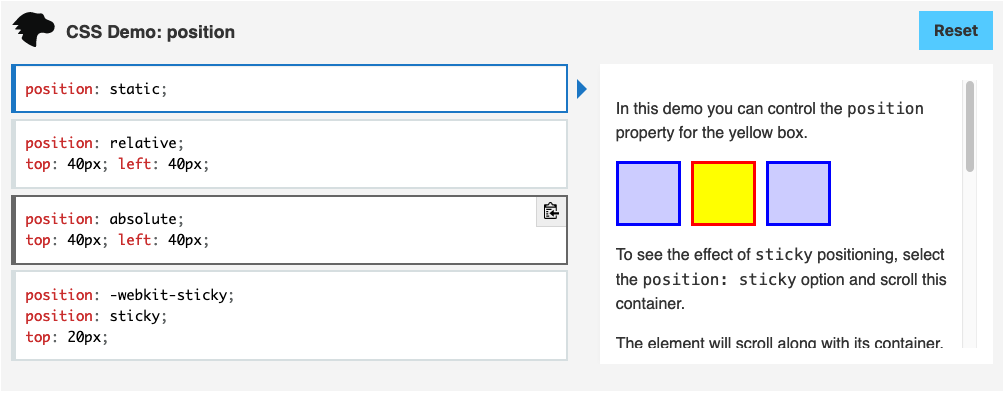 CSS Demo: position
Reset
position: static;
position: relative;
top: 40px; left: 40px;
position: absolute;
top: 40px; left: 40px;
position: -webkit-sticky;
position: sticky;
top: 20px;
In this demo you can control the position
property for the yellow box.
To see the effect of sticky positioning, select
the position: sticky option and scroll this
container.
The element will scroll along with its container,